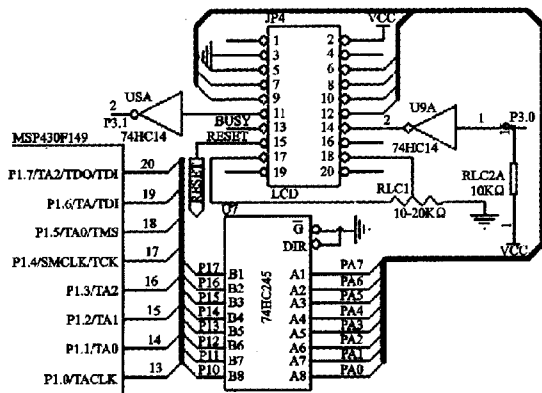 JP4
VCC
1 2
3 4
5 6
7 8
9 10
11 12
BUSY 13 14
RESET 15 16
17 18
19 20
LCD
2 U5A
P3.1
74HC14
U9A
2 1 P3.0
74HC14
RLC2A
10KΩ
1
VCC
RLC1
10-20KΩ
RESET
MSP430F149
P1.7/TA2/TDO/TDI 20
P1.6/TA/TDI 19
P1.5/TA0/TMS 18
P1.4/SMCLK/TCK 17
P1.3/TA2 16
P1.2/TA1 15
P1.1/TA0 14
P1.0/TACLK 13
U7
74HC245
G
DIR
P17 B1 A1 PA7
P16 B2 A2 PA6
P15 B3 A3 PA5
P14 B4 A4 PA4
P13 B5 A5 PA3
P12 B6 A6 PA2
P11 B7 A7 PA1
P10 B8 A8 PA0